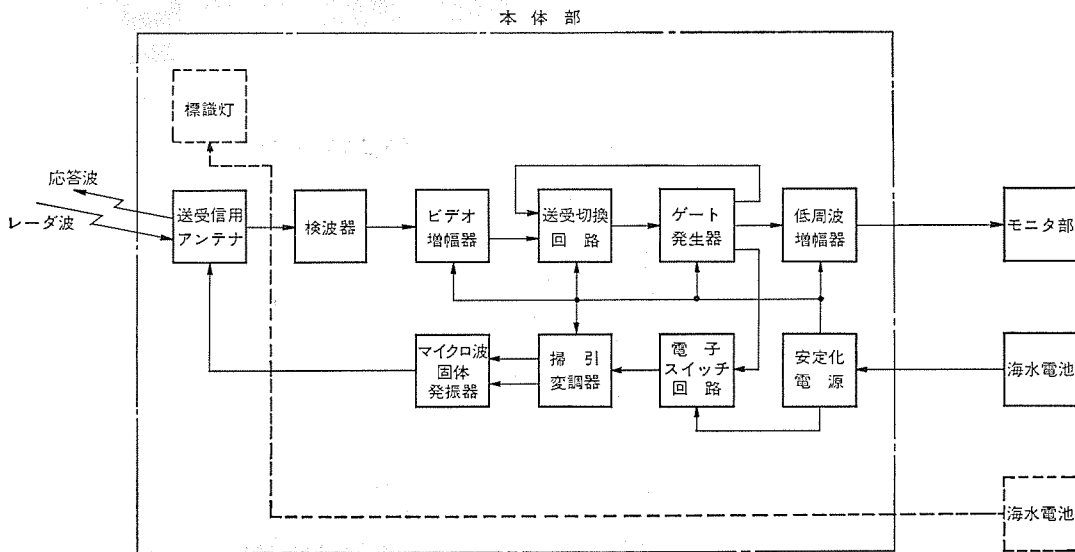 本体部
標識灯
応答波
レーダ波
送受信用
アンテナ
検波器
ビデオ
増幅器
送受切換
回路
ゲート
発生器
低周波
増幅器
モニタ部
マイクロ波
固体
発振器
掃引
変調器
電子
スイッチ
回路
安定化
電源
海水電池
海水電池